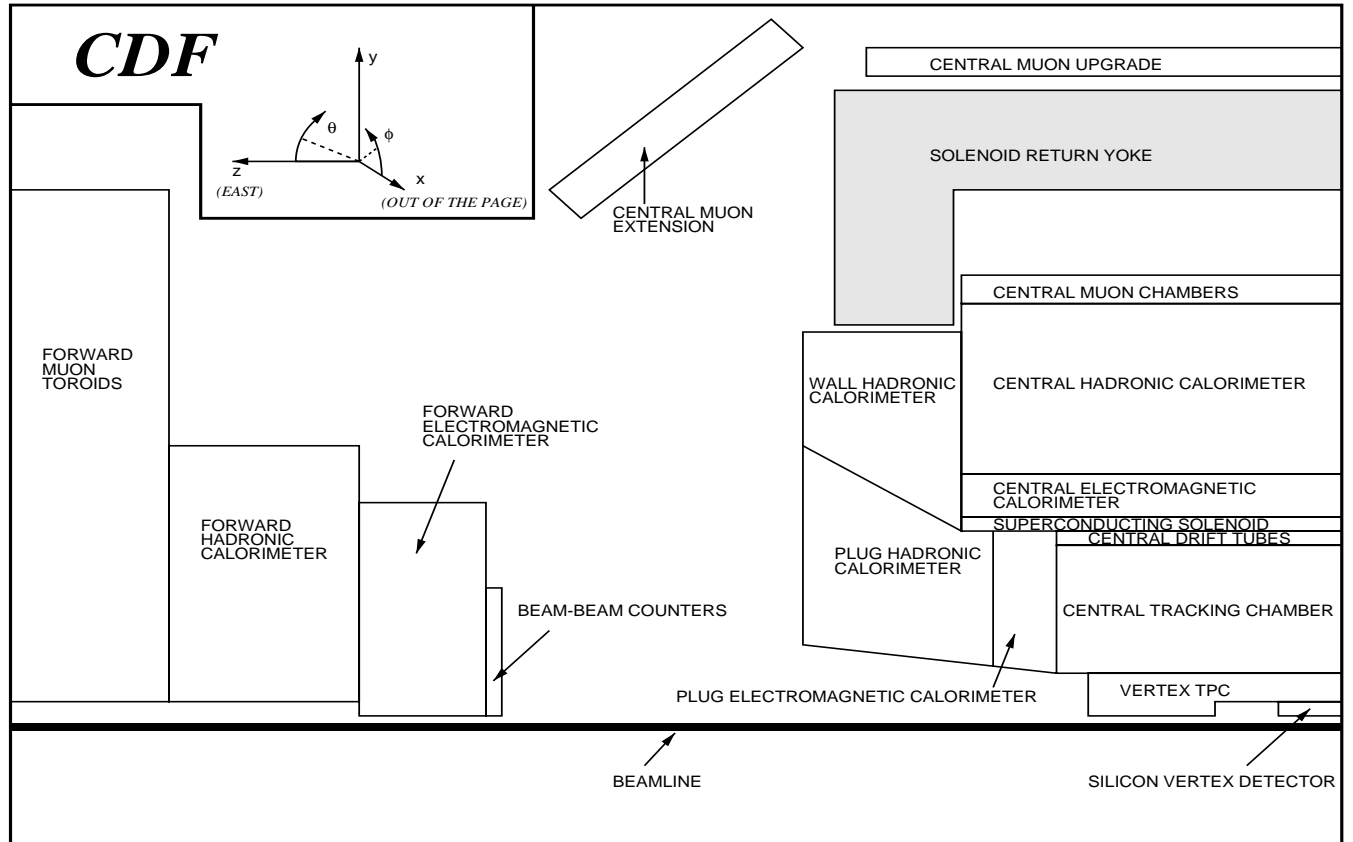 CDF
y
θ
ϕ
z
x
(EAST)
(OUT OF THE PAGE)
CENTRAL MUON UPGRADE
SOLENOID RETURN YOKE
CENTRAL MUON
EXTENSION
CENTRAL MUON CHAMBERS
FORWARD
MUON
TOROIDS
WALL HADRONIC
CALORIMETER
CENTRAL HADRONIC CALORIMETER
FORWARD
ELECTROMAGNETIC
CALORIMETER
CENTRAL ELECTROMAGNETIC
CALORIMETER
SUPERCONDUCTING SOLENOID
CENTRAL DRIFT TUBES
FORWARD
HADRONIC
CALORIMETER
PLUG HADRONIC
CALORIMETER
BEAM-BEAM COUNTERS
CENTRAL TRACKING CHAMBER
PLUG ELECTROMAGNETIC CALORIMETER
VERTEX TPC
BEAMLINE
SILICON VERTEX DETECTOR